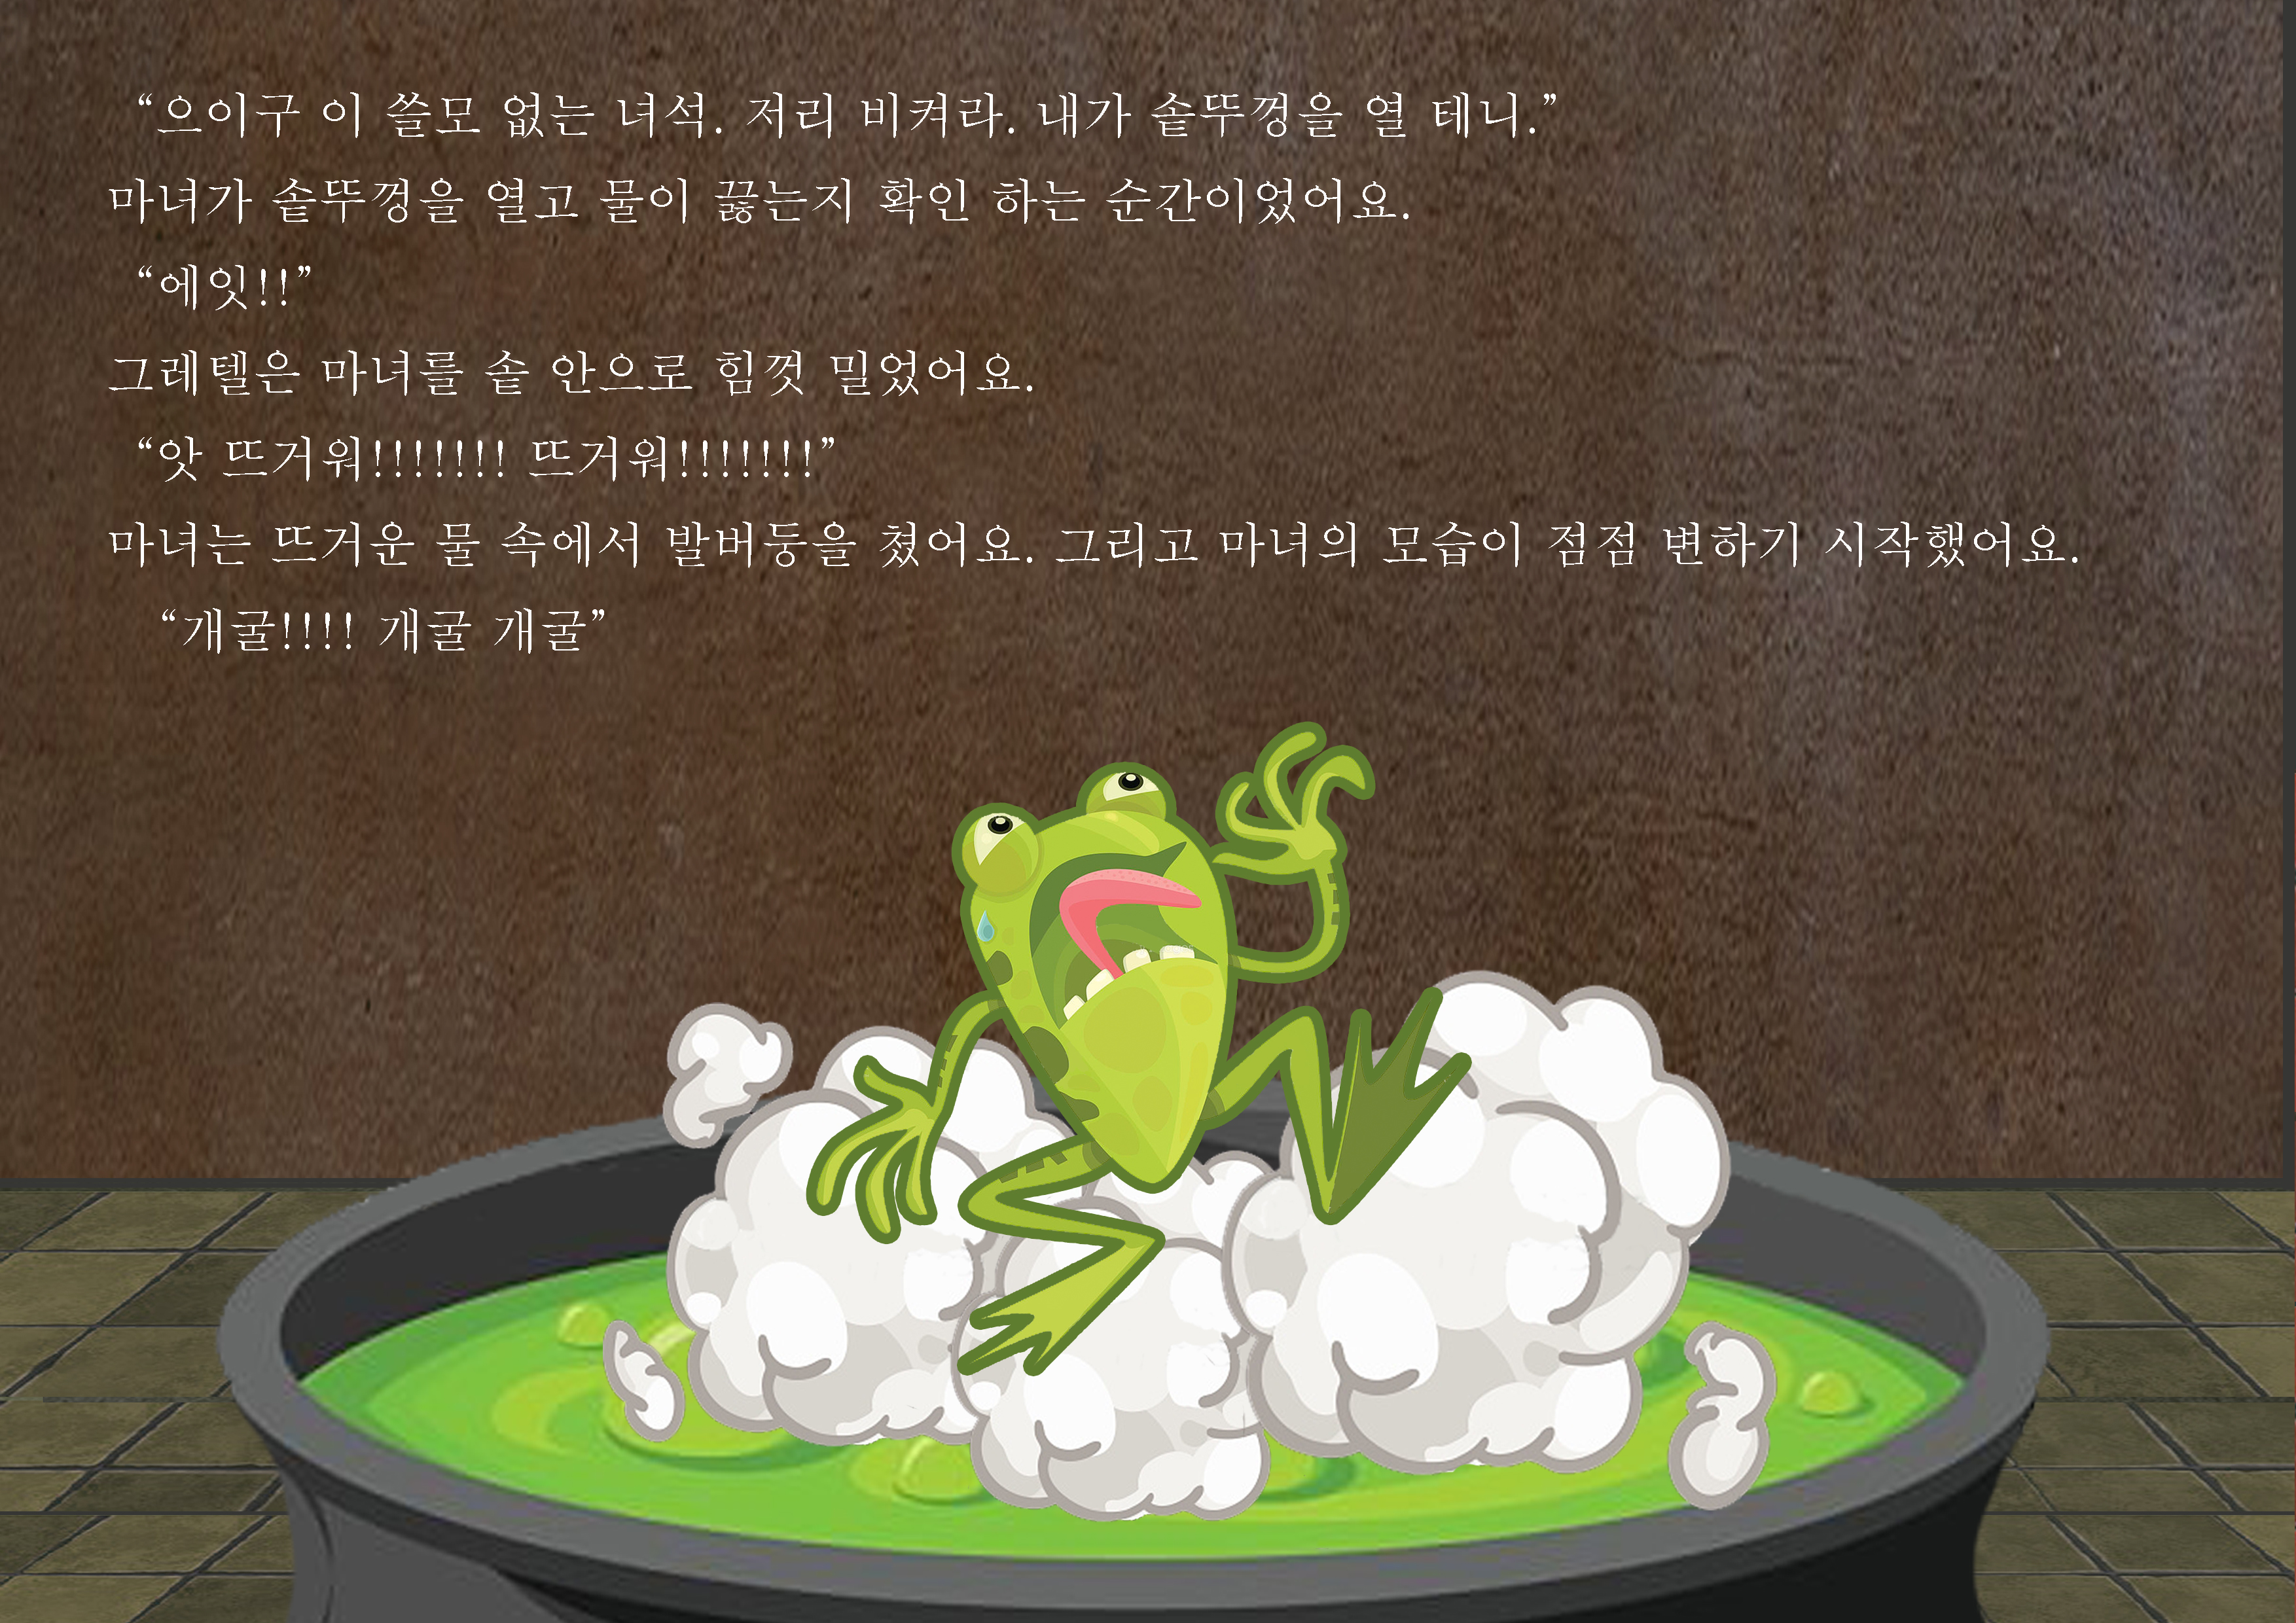 “으이구 이 쓸모 없는 녀석. 저리 비켜라. 내가 솥뚜껑을 열 테니.”
마녀가 솥뚜껑을 열고 물이 끓는지 확인 하는 순간이었어요.
“에잇!!”
그레텔은 마녀를 솥 안으로 힘껏 밀었어요.
“앗 뜨거워!!!!!!! 뜨거워!!!!!!!”
마녀는 뜨거운 물 속에서 발버둥을 쳤어요. 그리고 마녀의 모습이 점점 변하기 시작했어요.
“개굴!!!! 개굴 개굴”